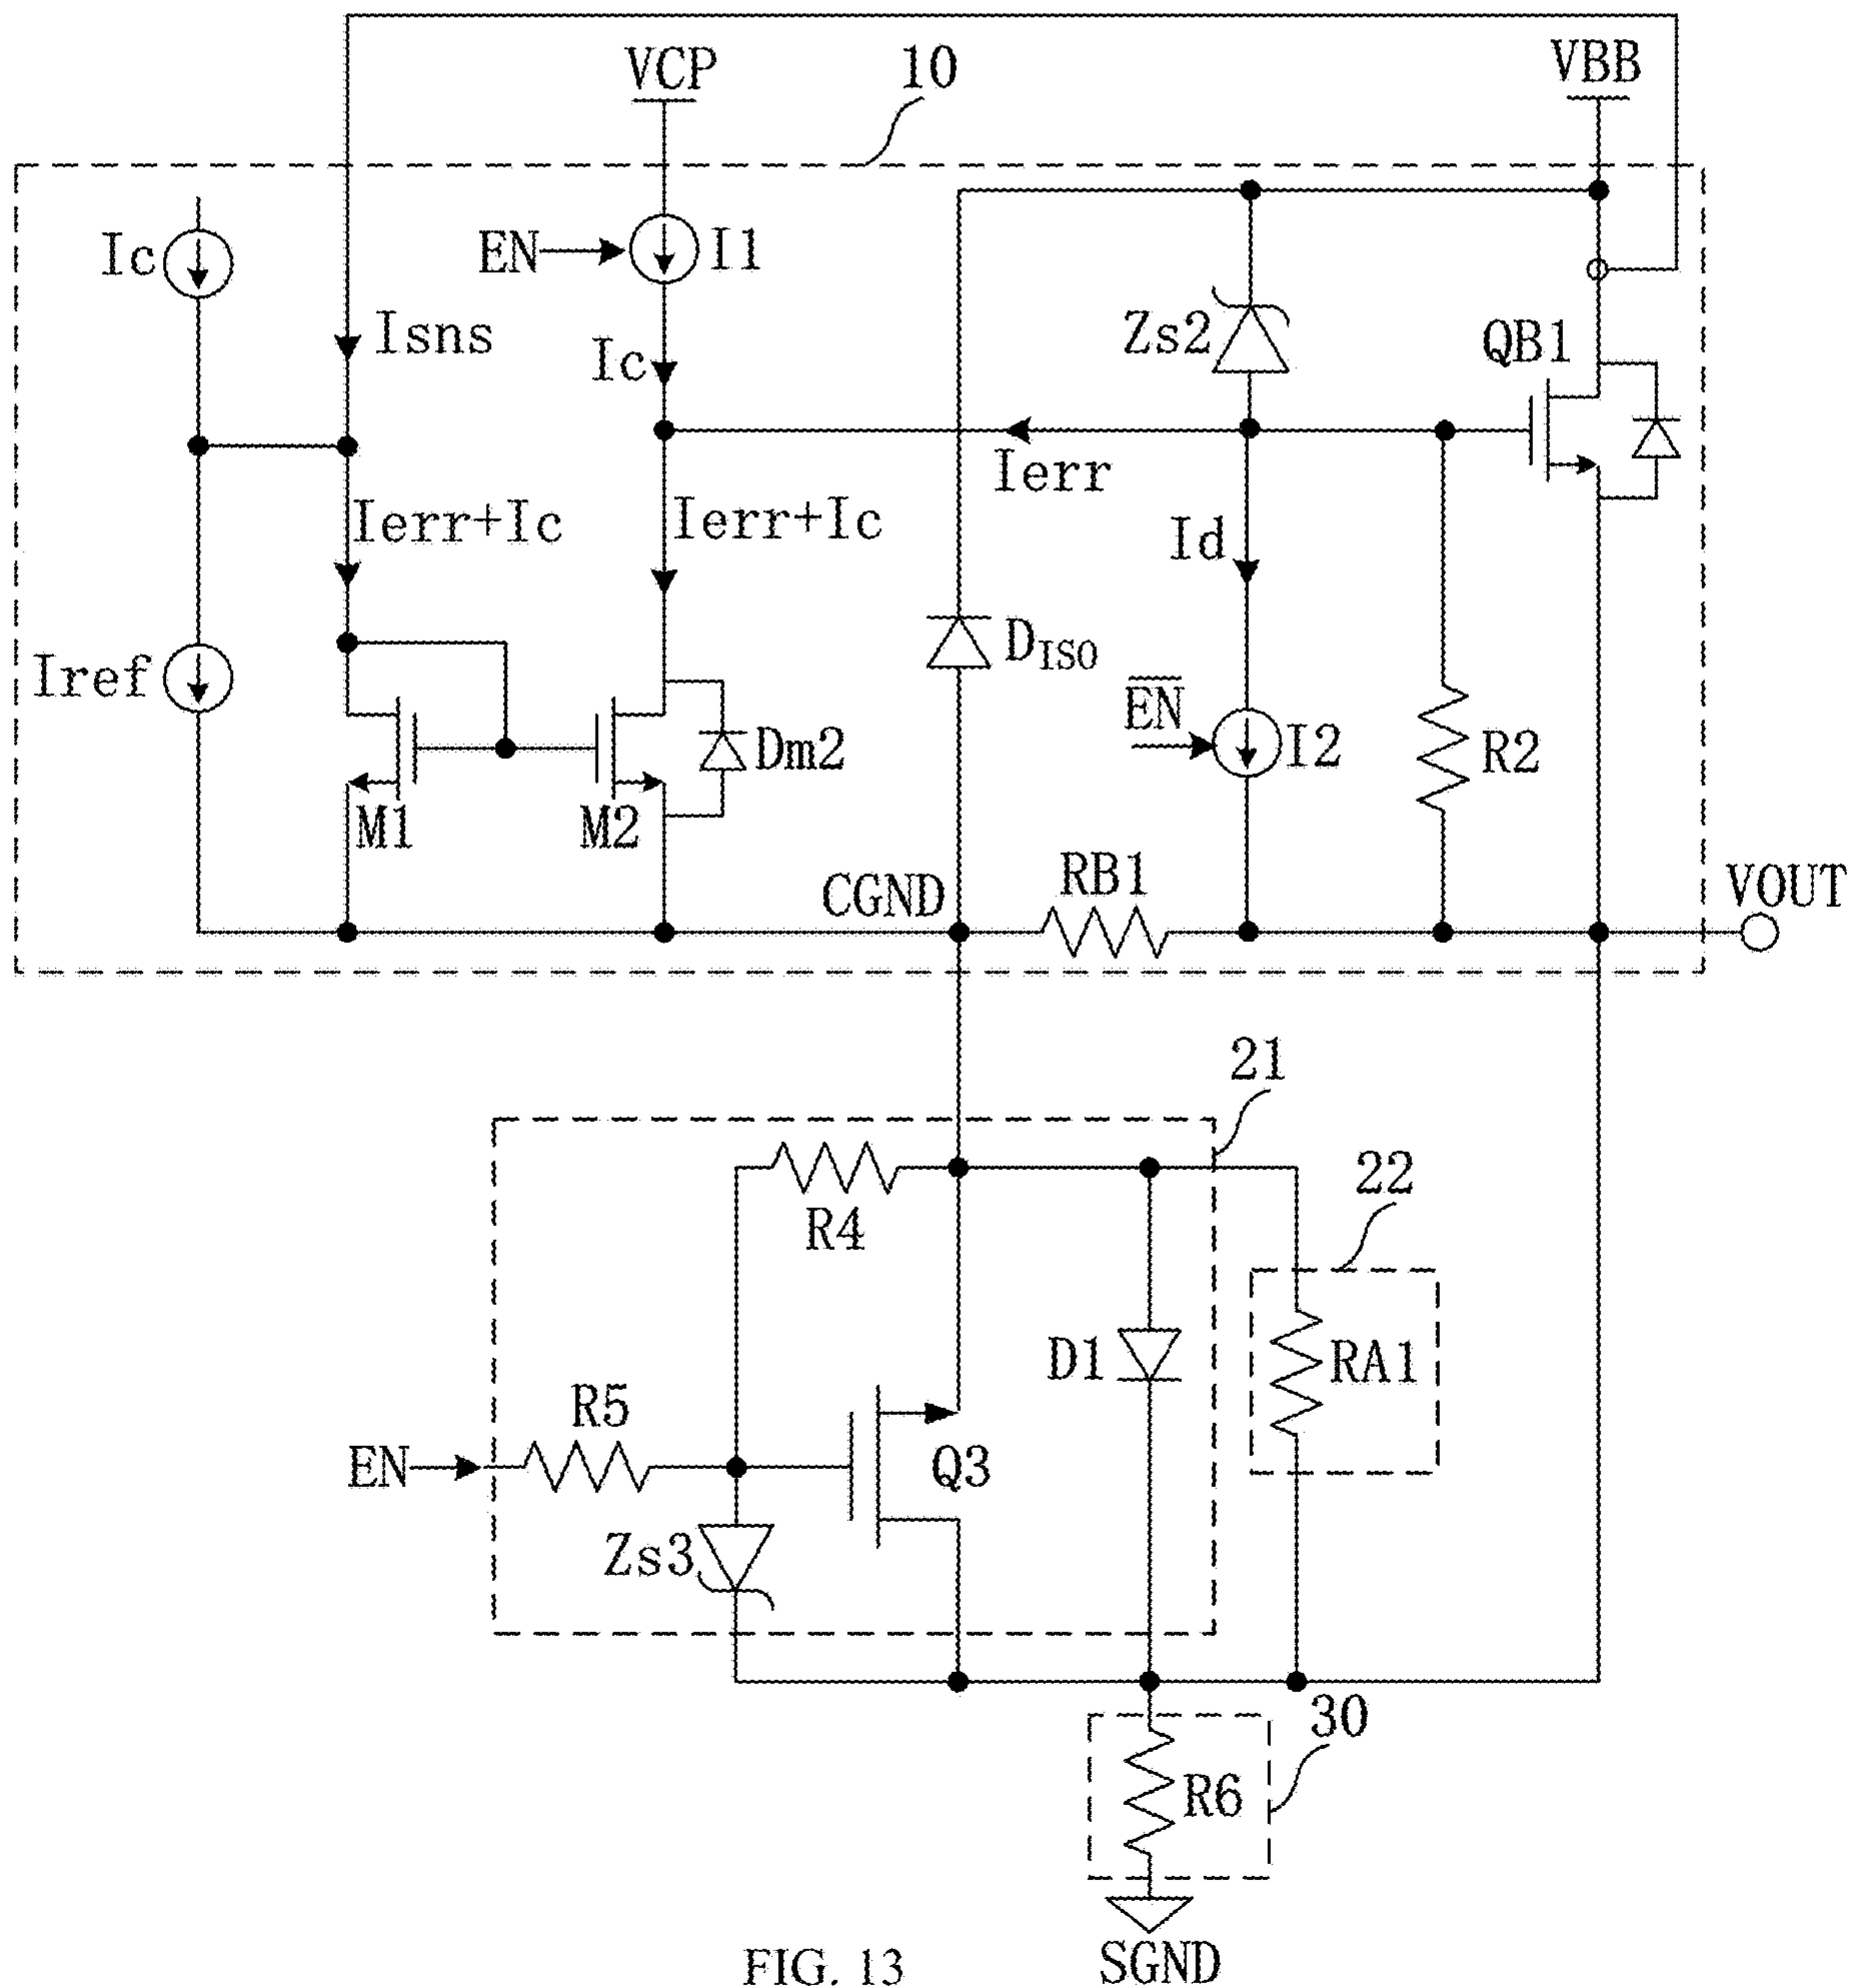 VCP
10
VBB
Ic
EN
I1
Isns
Ic
Zs2
QB1
Ierr
Ierr+Ic
Ierr+Ic
Id
Iref
DISO
EN
I2
R2
Dm2
M1
M2
CGND
RB1
VOUT
21
22
R4
D1
RA1
R5
EN
Q3
Zs3
30
R6
SGND
FIG. 13